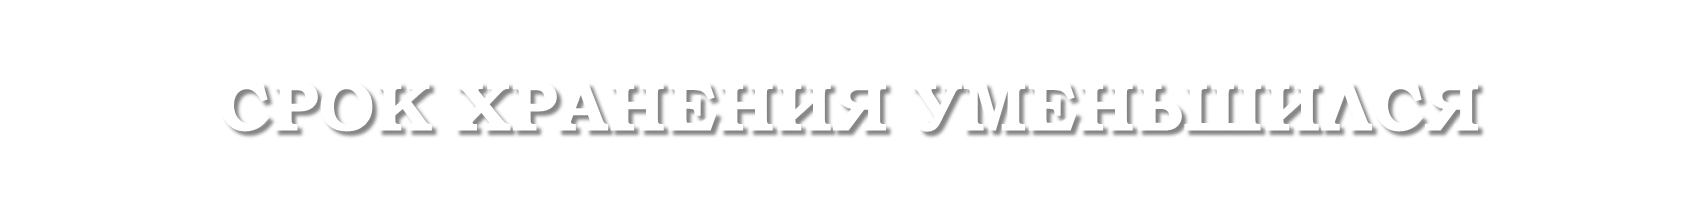 СРОК ХРАНЕНИЯ УМЕНЬШИЛСЯ